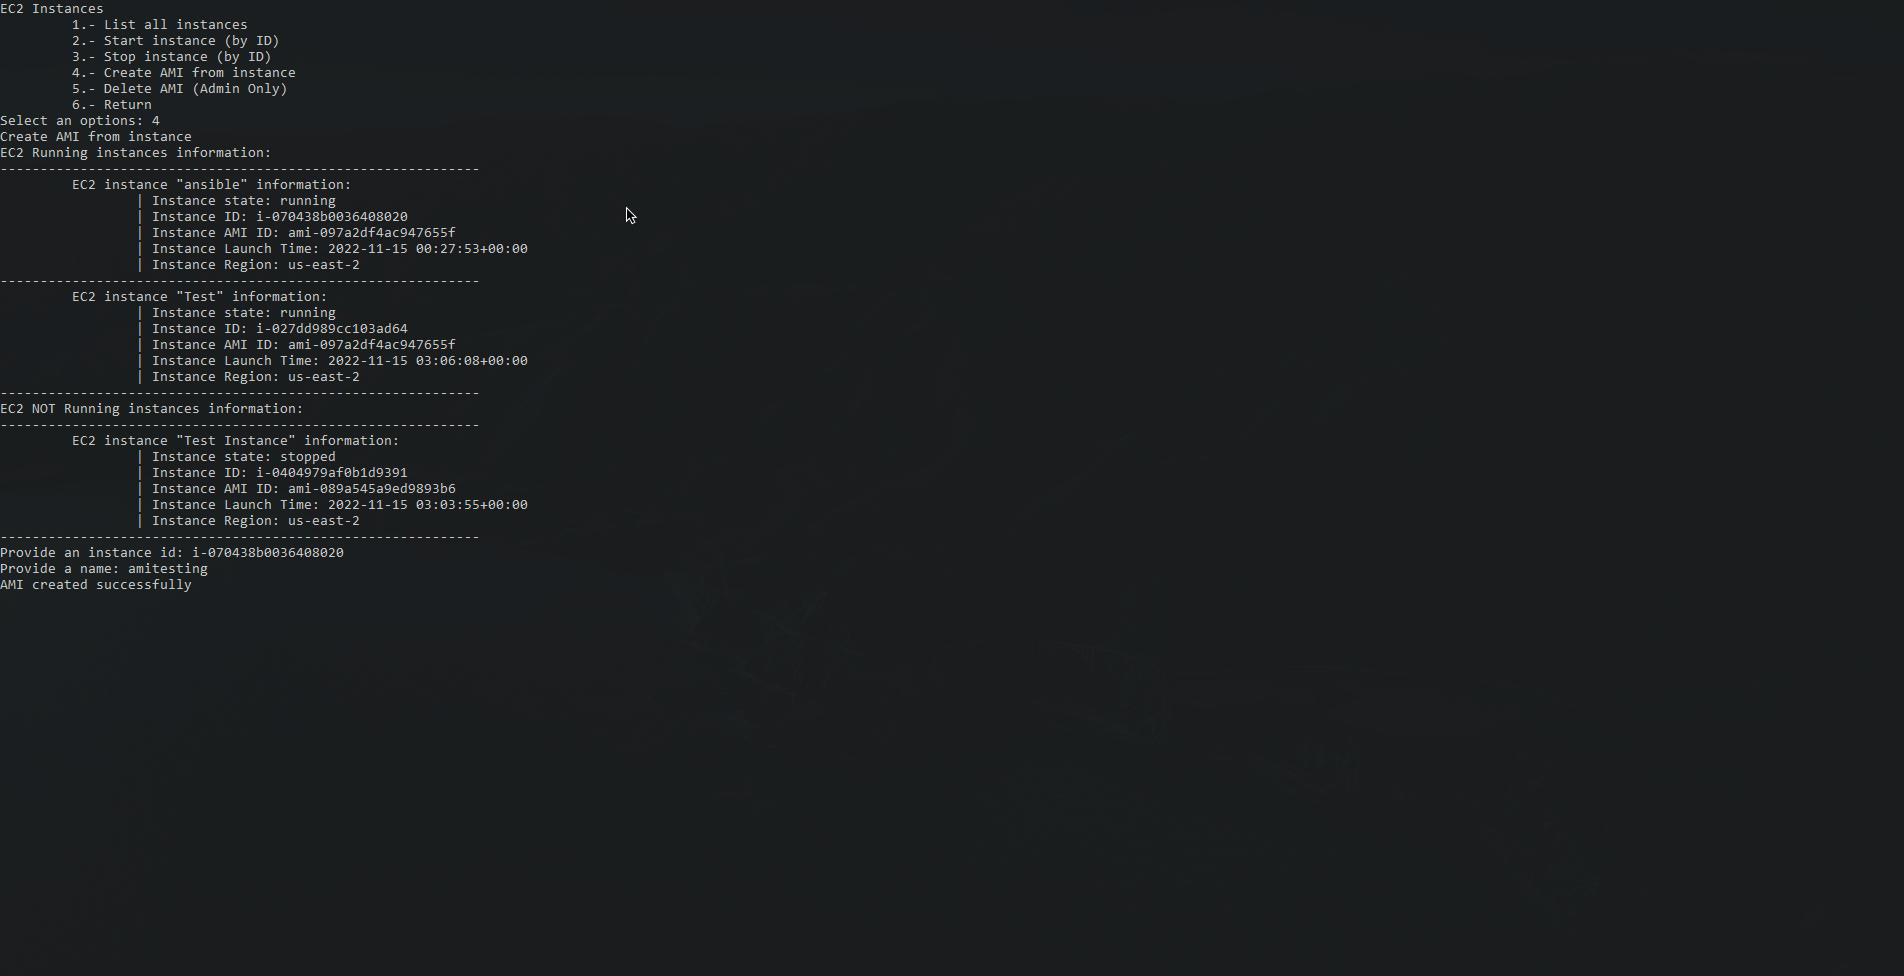 EC2 Instances
1.- List all instances
2.- Start instance (by ID)
3.- Stop instance (by ID)
4.- Create AMI from instance
5.- Delete AMI (Admin Only)
6.- Return
Select an options: 4
Create AMI from instance
EC2 Running instances information:
------------------------------------------------------------
EC2 instance "ansible" information:
| Instance state: running
| Instance ID: i-070438b0036408020
| Instance AMI ID: ami-097a2df4ac947655f
| Instance Launch Time: 2022-11-15 00:27:53+00:00
| Instance Region: us-east-2
------------------------------------------------------------
EC2 instance "Test" information:
| Instance state: running
| Instance ID: i-027dd989cc103ad64
| Instance AMI ID: ami-097a2df4ac947655f
| Instance Launch Time: 2022-11-15 03:06:08+00:00
| Instance Region: us-east-2
------------------------------------------------------------
EC2 NOT Running instances information:
------------------------------------------------------------
EC2 instance "Test Instance" information:
| Instance state: stopped
| Instance ID: i-0404979af0b1d9391
| Instance AMI ID: ami-089a545a9ed9893b6
| Instance Launch Time: 2022-11-15 03:03:55+00:00
| Instance Region: us-east-2
------------------------------------------------------------
Provide an instance id: i-070438b0036408020
Provide a name: amitesting
AMI created successfully